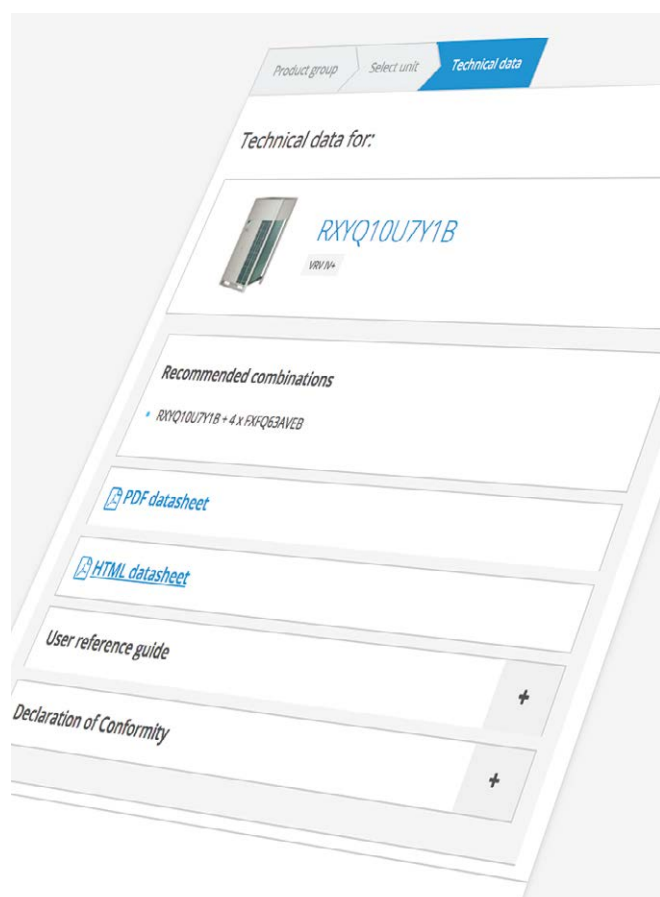 Product group
Select unit
Technical data
Technical data for:
RXYQ10U7Y1B
VRV IV+
Recommended combinations
RXYQ10U7Y1B + 4 x FXFQ63AVEB
PDF datasheet
HTML datasheet
User reference guide
+
Declaration of Conformity
+